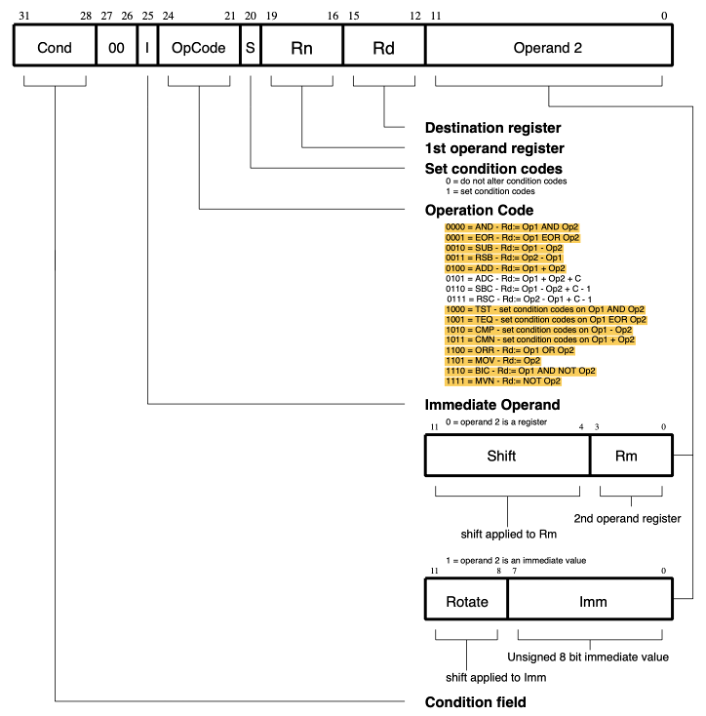 31 28 27 26 25 24 21 20 19 16 15 12 11 0
Cond 00 I OpCode S Rn Rd Operand 2
Destination register
1st operand register
Set condition codes
0 = do not alter condition codes
1 = set condition codes
Operation Code
0000 = AND - Rd:= Op1 AND Op2
0001 = EOR - Rd:= Op1 EOR Op2
0010 = SUB - Rd:= Op1 - Op2
0011 = RSB - Rd:= Op2 - Op1
0100 = ADD - Rd:= Op1 + Op2
0101 = ADC - Rd:= Op1 + Op2 + C
0110 = SBC - Rd:= Op1 - Op2 + C - 1
0111 = RSC - Rd:= Op2 - Op1 + C - 1
1000 = TST - set condition codes on Op1 AND Op2
1001 = TEQ - set condition codes on Op1 EOR Op2
1010 = CMP - set condition codes on Op1 - Op2
1011 = CMN - set condition codes on Op1 + Op2
1100 = ORR - Rd:= Op1 OR Op2
1101 = MOV - Rd:= Op2
1110 = BIC - Rd:= Op1 AND NOT Op2
1111 = MVN - Rd:= NOT Op2
Immediate Operand
0 = operand 2 is a register
11 4 3 0
Shift Rm
2nd operand register
shift applied to Rm
1 = operand 2 is an immediate value
11 8 7 0
Rotate Imm
Unsigned 8 bit immediate value
shift applied to Imm
Condition field